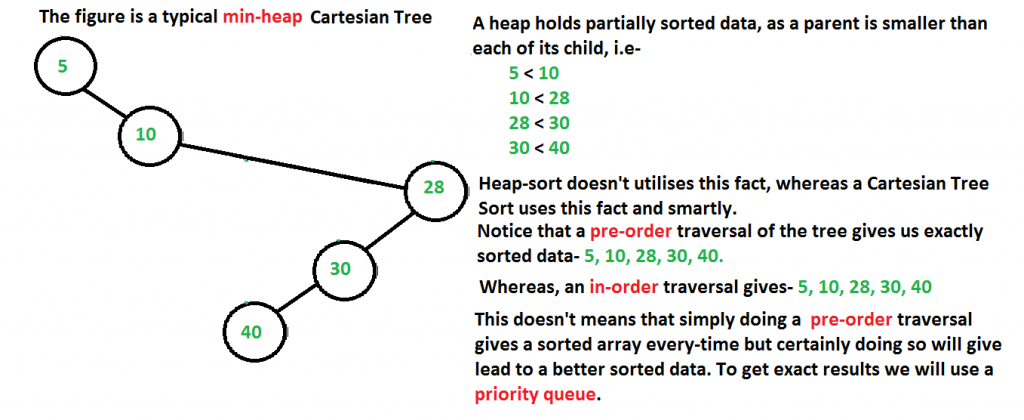 The figure is a typical min-heap Cartesian Tree
5
10
28
30
40
A heap holds partially sorted data, as a parent is smaller than
each of its child, i.e-
5 < 10
10 < 28
28 < 30
30 < 40
Heap-sort doesn't utilises this fact, whereas a Cartesian Tree
Sort uses this fact and smartly.
Notice that a pre-order traversal of the tree gives us exactly
sorted data- 5, 10, 28, 30, 40.
Whereas, an in-order traversal gives- 5, 10, 28, 30, 40
This doesn't means that simply doing a pre-order traversal
gives a sorted array every-time but certainly doing so will give
lead to a better sorted data. To get exact results we will use a
priority queue.